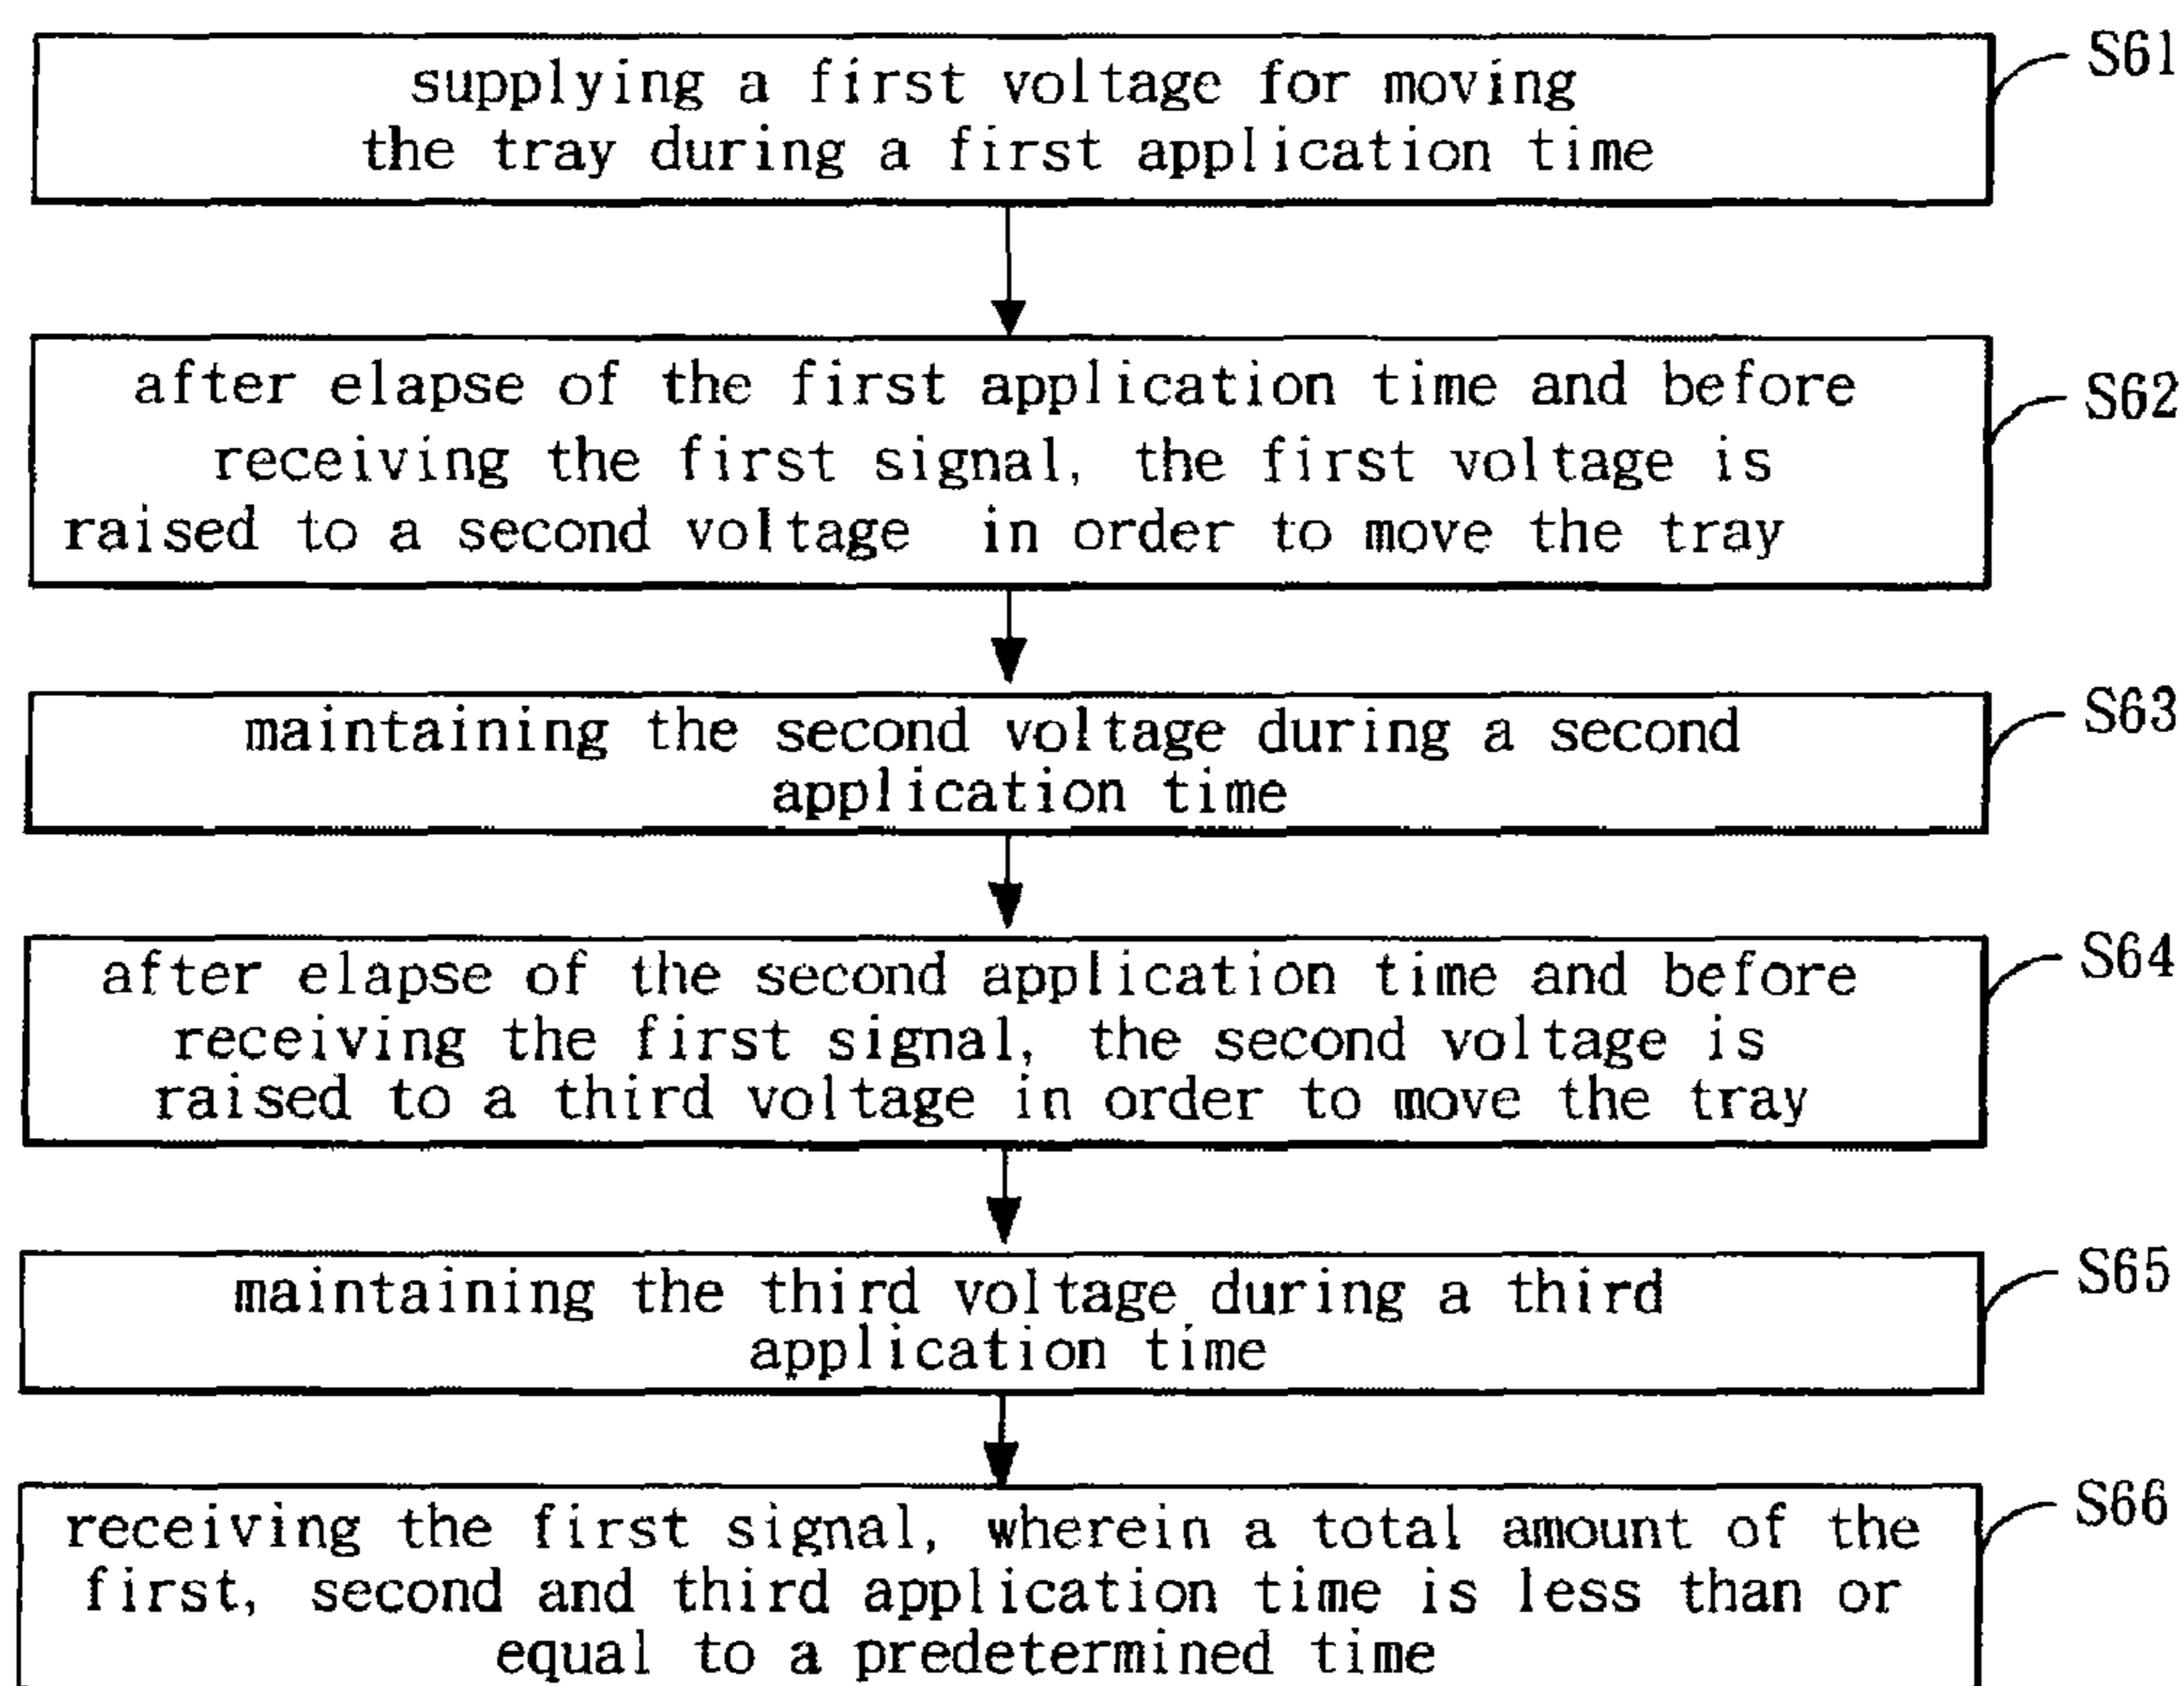 supplying a first voltage for moving
the tray during a first application time
S61
after elapse of the first application time and before
receiving the first signal, the first voltage is
raised to a second voltage in order to move the tray
S62
maintaining the second voltage during a second
application time
S63
after elapse of the second application time and before
receiving the first signal, the second voltage is
raised to a third voltage in order to move the tray
S64
maintaining the third voltage during a third
application time
S65
receiving the first signal, wherein a total amount of the
first, second and third application time is less than or
equal to a predetermined time
S66